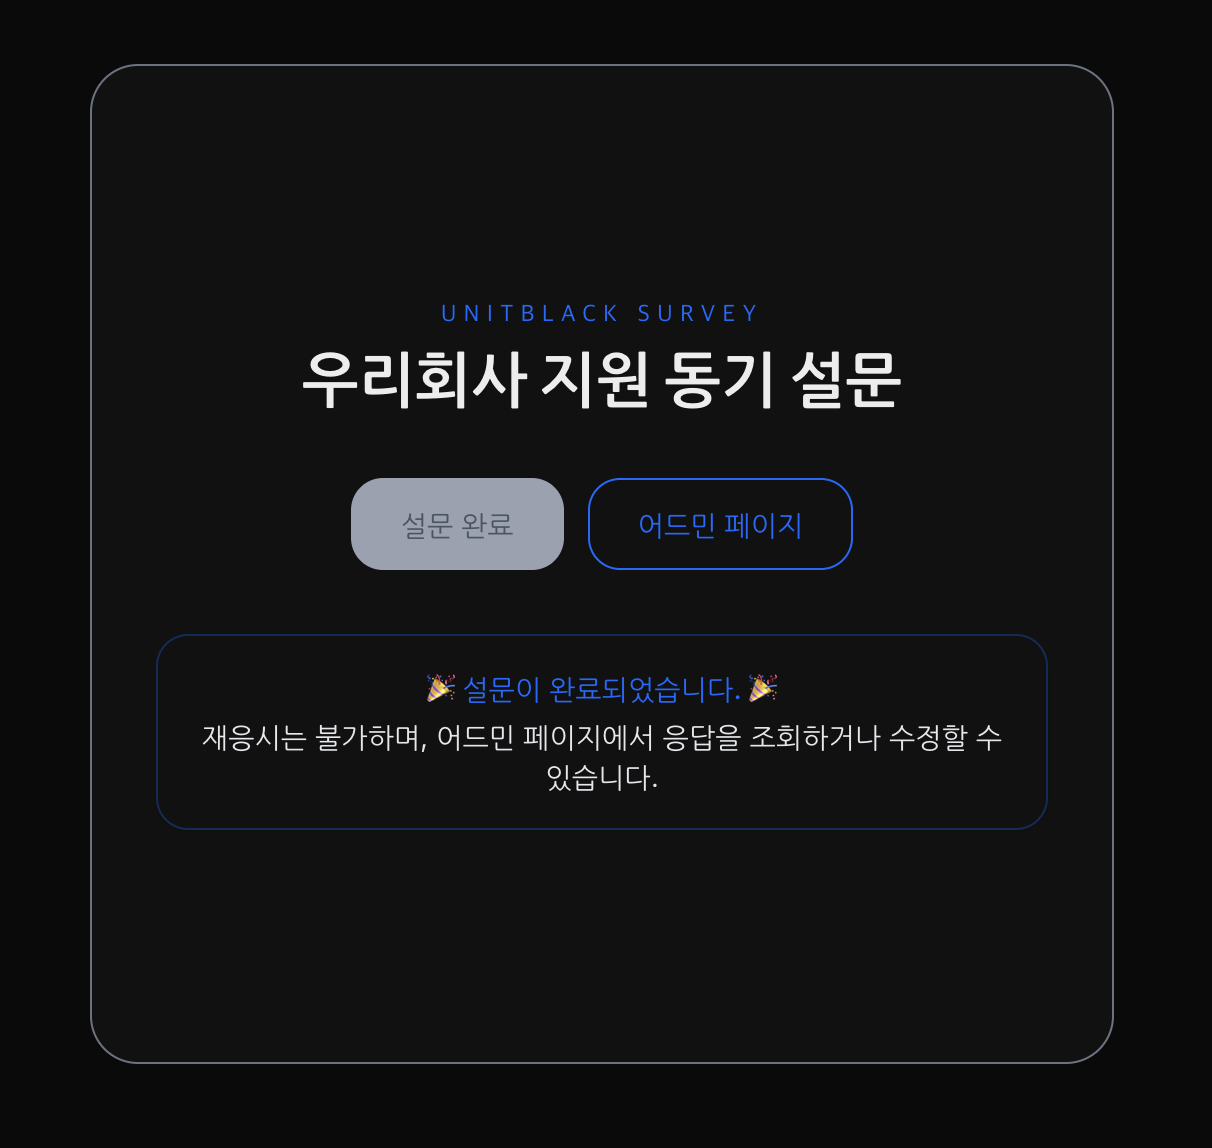 UNITBLACK SURVEY
우리회사 지원 동기 설문
설문 완료
어드민 페이지
🎉 설문이 완료되었습니다. 🎉
재응시는 불가하며, 어드민 페이지에서 응답을 조회하거나 수정할 수
있습니다.